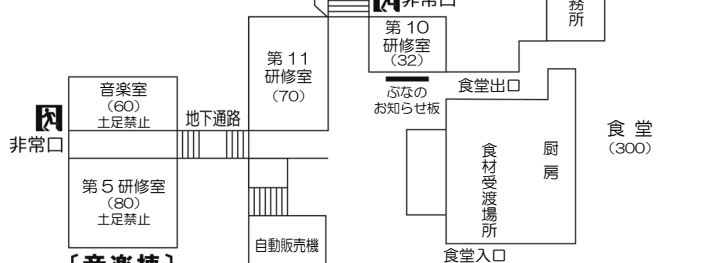 非常口
務所
第10
研修室
(32)
第11
研修室
(70)
ぶなの
お知らせ板
食堂出口
音楽室
(60)
土足禁止
地下通路
非常口
食堂
(300)
厨房
食材受渡場所
第5研修室
(80)
土足禁止
自動販売機
食堂入口
〔音楽棟〕